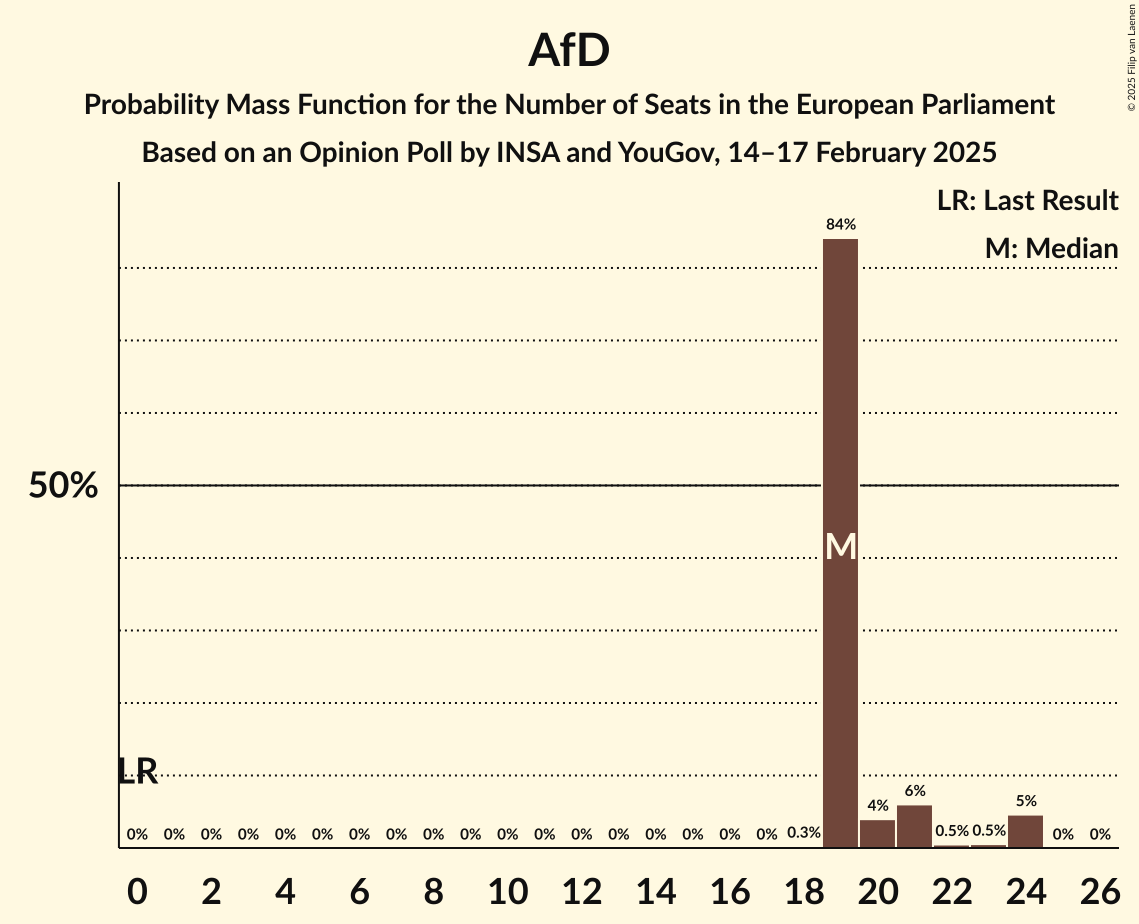 AfD
Probability Mass Function for the Number of Seats in the European Parliament
Based on an Opinion Poll by INSA and YouGov, 14–17 February 2025
© 2025 Filip van Laenen
LR: Last Result
M: Median
84%
50%
M
LR
0% 0% 0% 0% 0% 0% 0% 0% 0% 0% 0% 0% 0% 0% 0% 0% 0% 0% 0.3% 4% 6% 0.5% 0.5% 5% 0% 0%
0 2 4 6 8 10 12 14 16 18 20 22 24 26